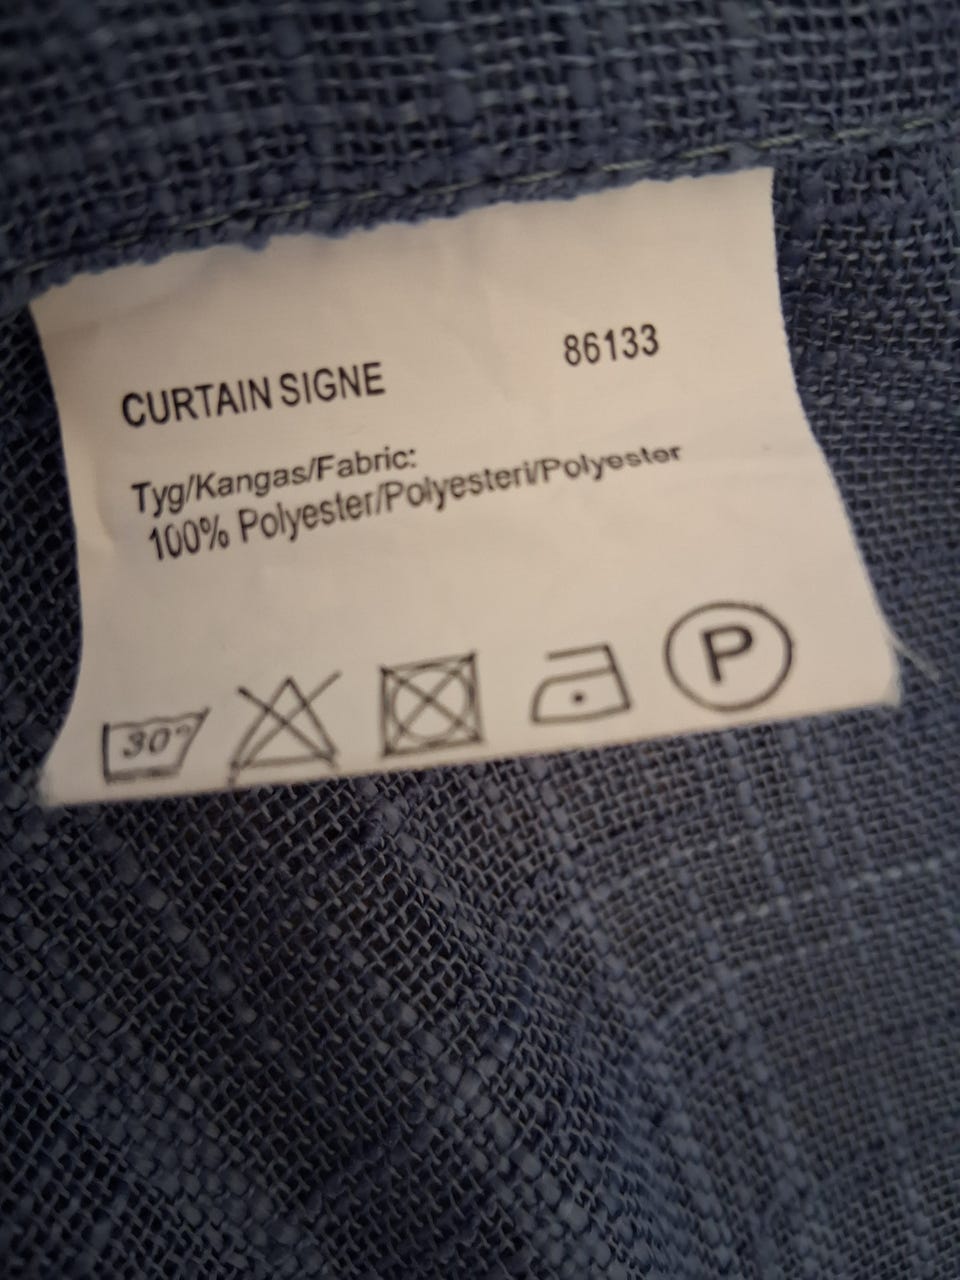 CURTAIN SIGNE 86133
Tyg/Kangas/Fabric:
100% Polyester/Polyesteri/Polyester
30° P